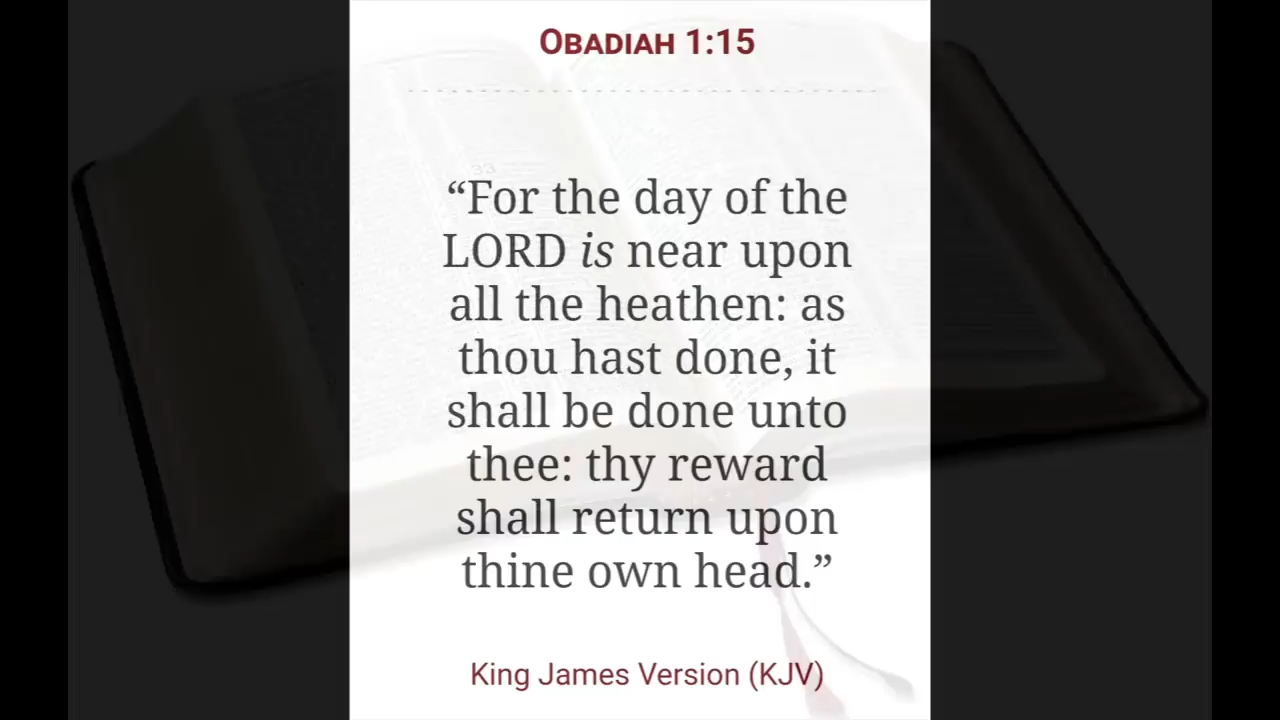 Obadiah 1:15
“For the day of the
LORD is near upon
all the heathen: as
thou hast done, it
shall be done unto
thee: thy reward
shall return upon
thine own head.”
King James Version (KJV)